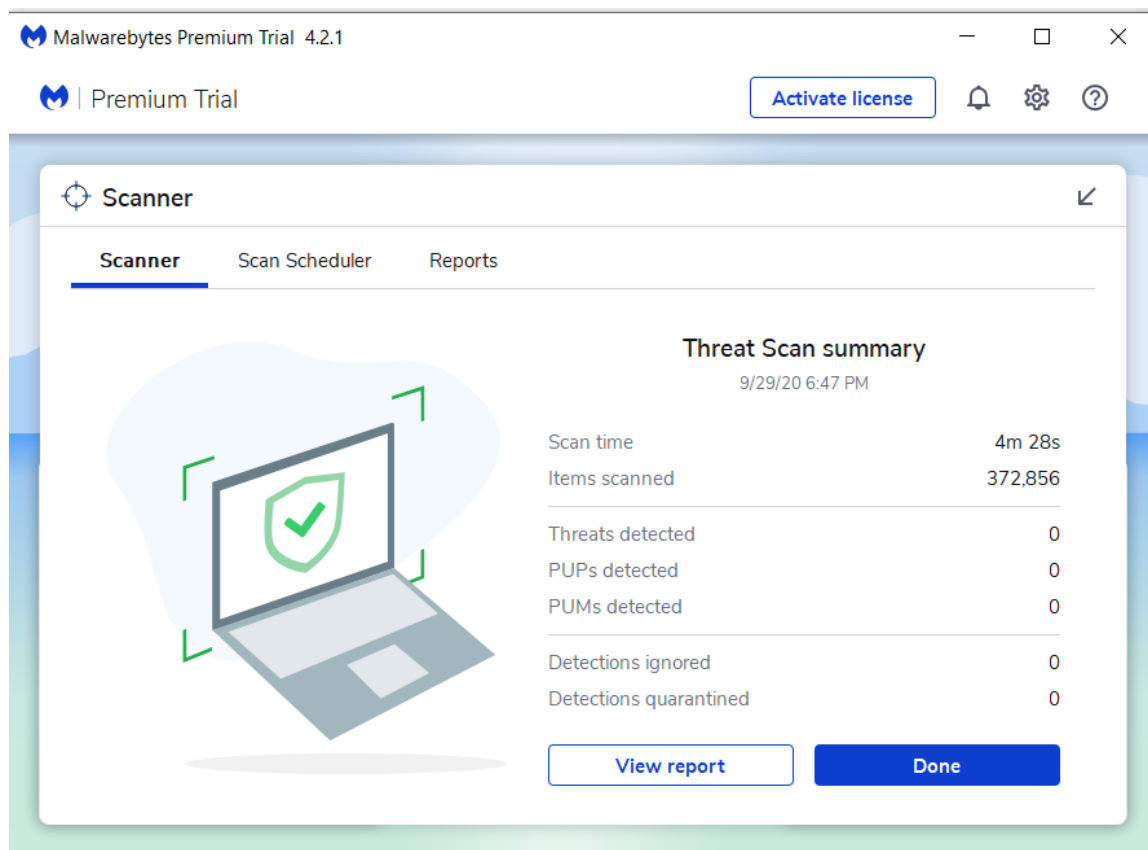 Malwarebytes Premium Trial 4.2.1
Premium Trial
Activate license
Scanner
Scanner Scan Scheduler Reports
Threat Scan summary
9/29/20 6:47 PM
Scan time 4m 28s
Items scanned 372,856
Threats detected 0
PUPs detected 0
PUMs detected 0
Detections ignored 0
Detections quarantined 0
View report Done